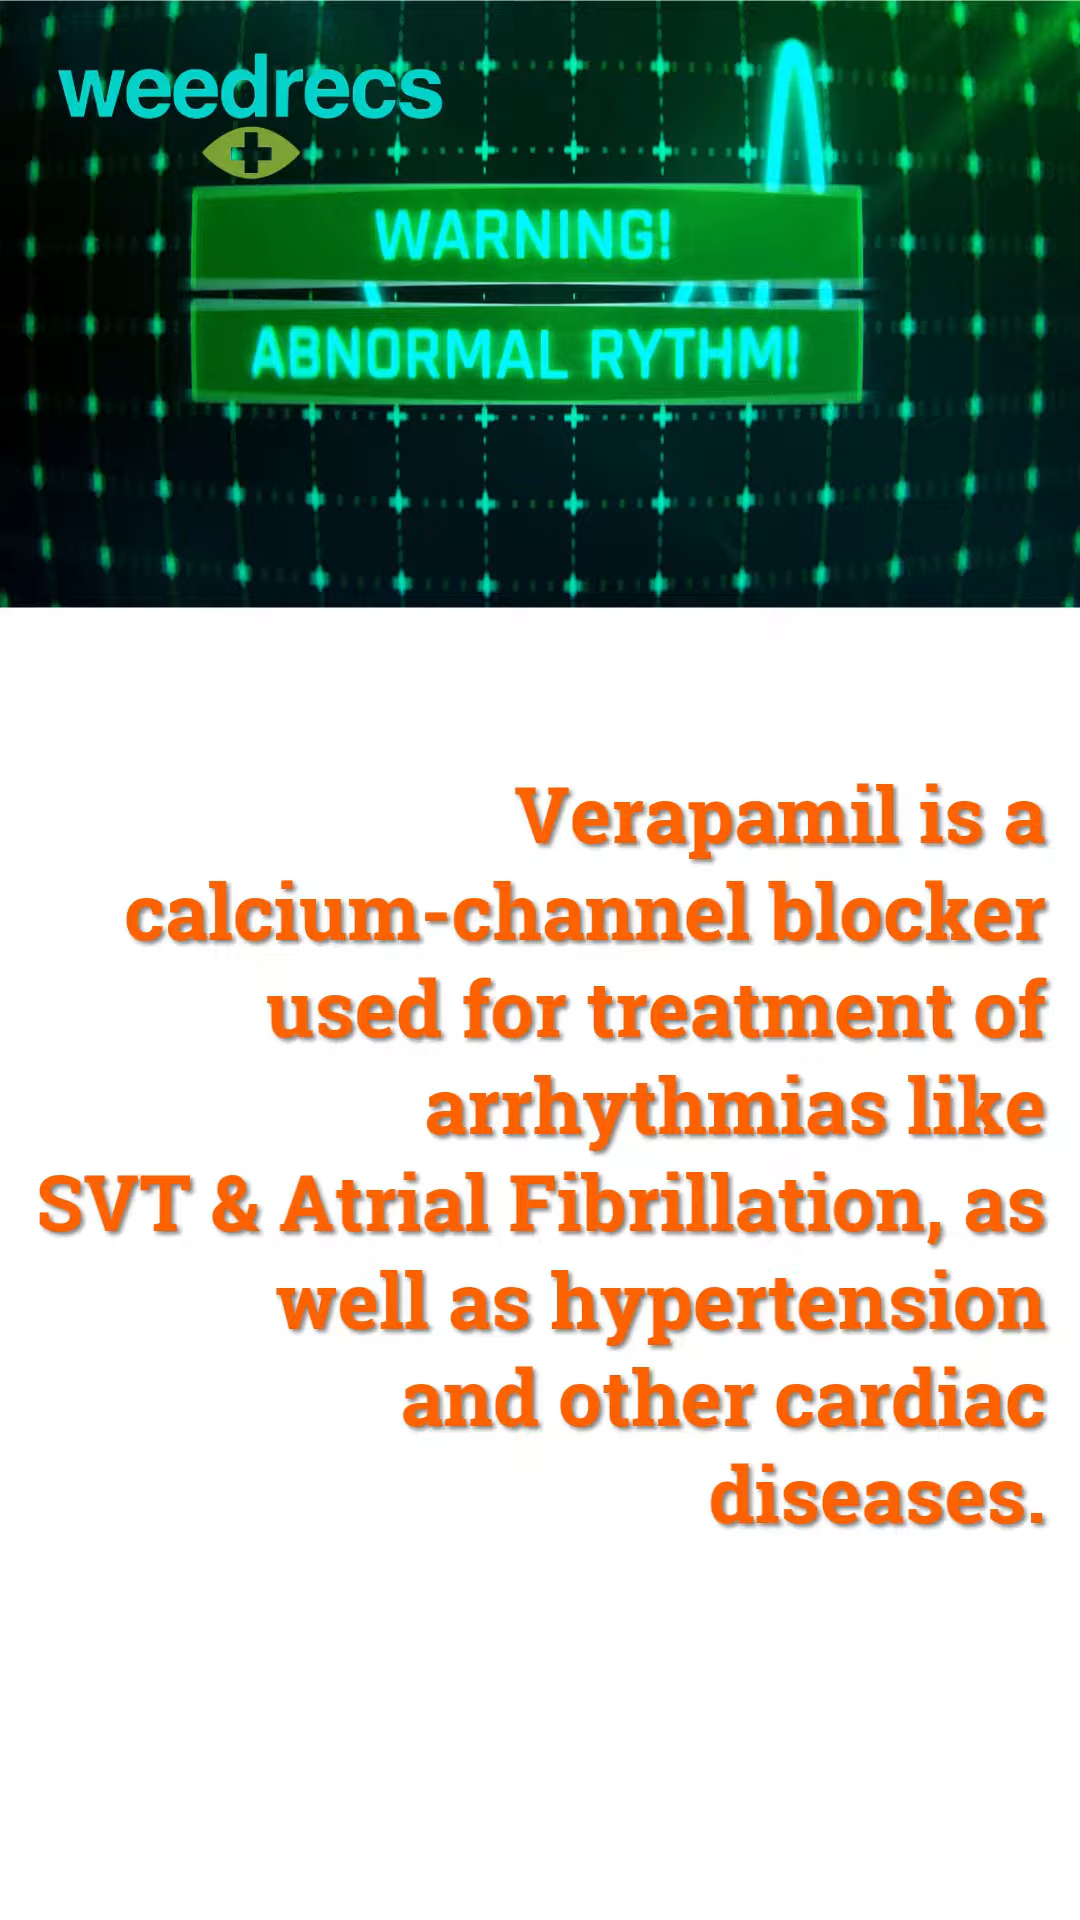 weedrecs
WARNING!
ABNORMAL RYTHM!
Verapamil is a
calcium-channel blocker
used for treatment of
arrhythmias like
SVT & Atrial Fibrillation, as
well as hypertension
and other cardiac
diseases.